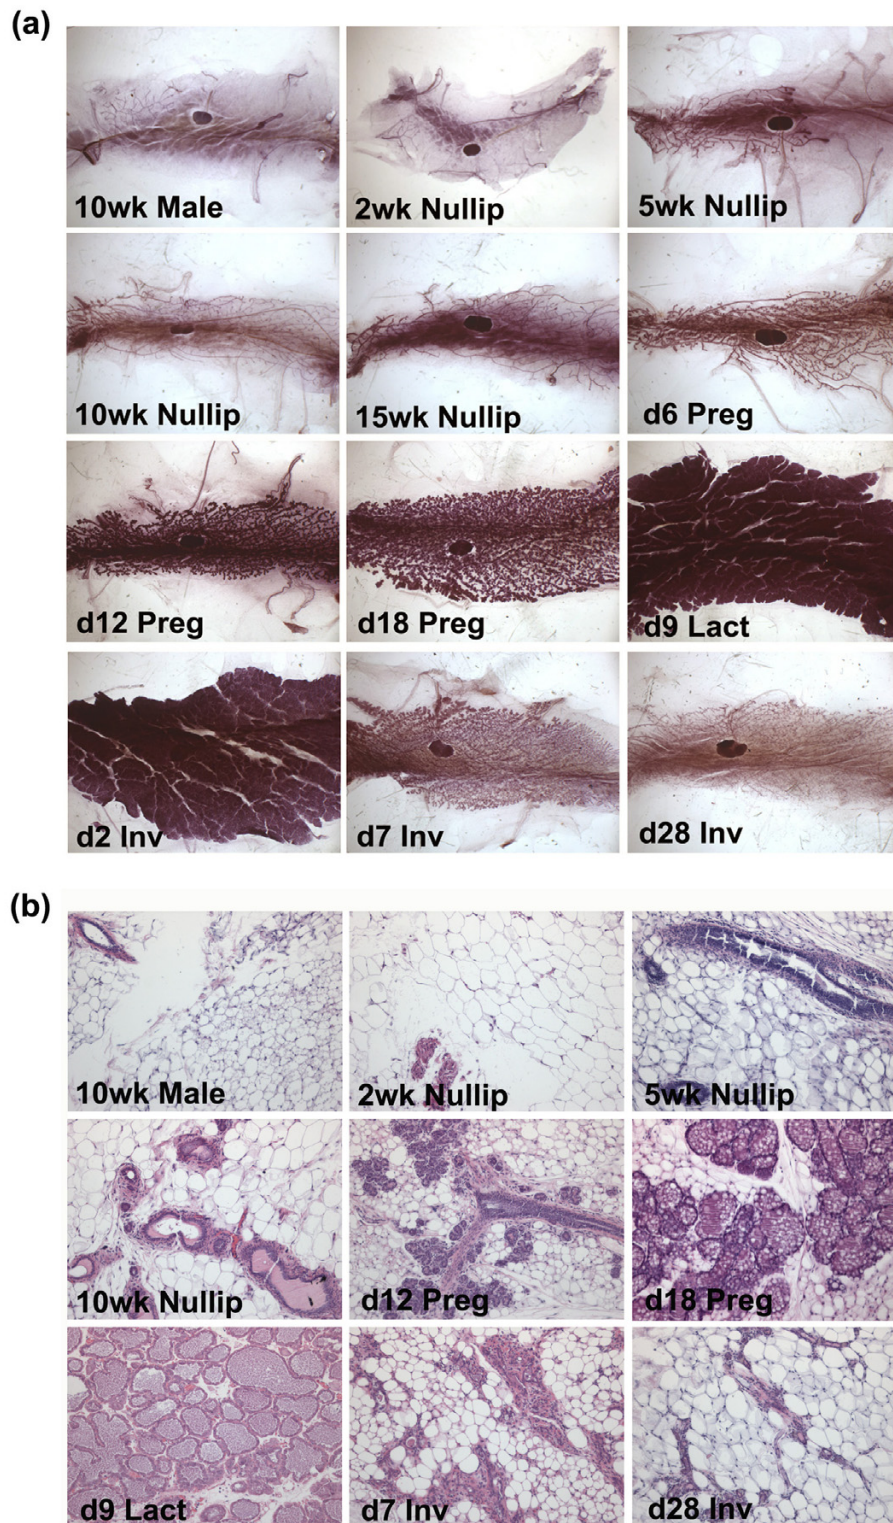 (a)
10wk Male
2wk Nullip
5wk Nullip
10wk Nullip
15wk Nullip
d6 Preg
d12 Preg
d18 Preg
d9 Lact
d2 Inv
d7 Inv
d28 Inv
(b)
10wk Male
2wk Nullip
5wk Nullip
10wk Nullip
d12 Preg
d18 Preg
d9 Lact
d7 Inv
d28 Inv